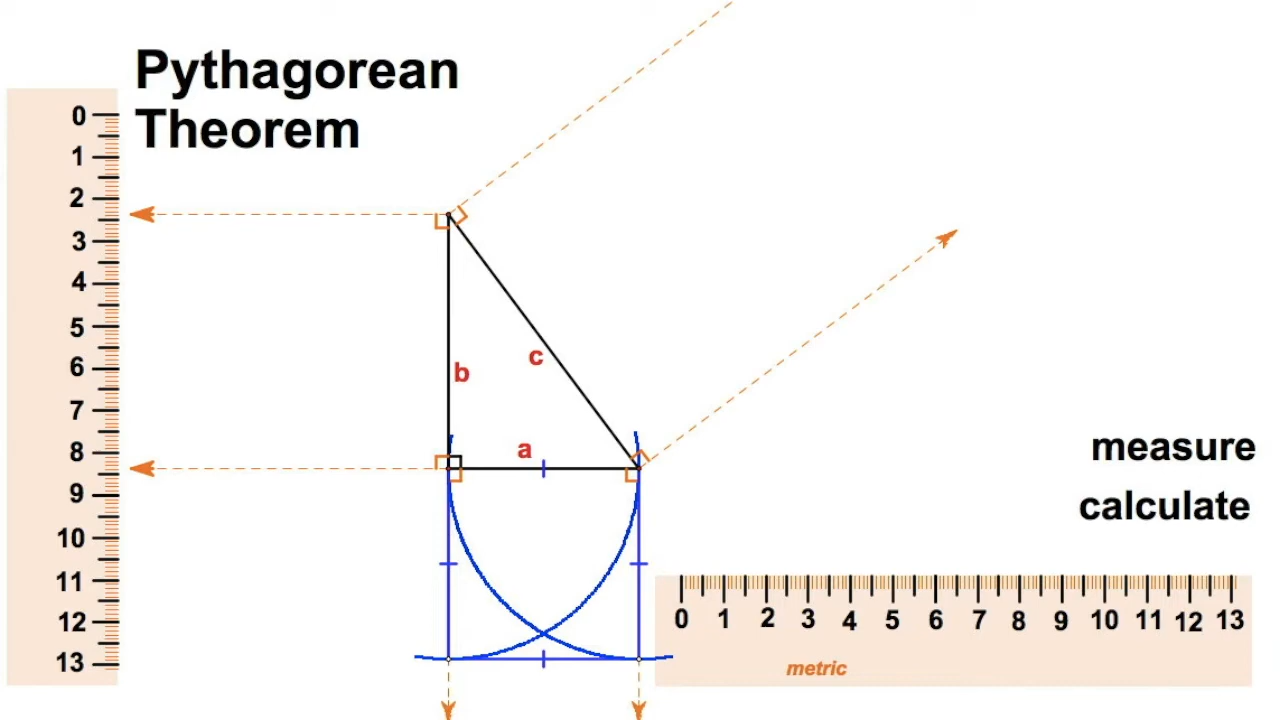 Pythagorean
Theorem
0
1
2
3
4
5
6
7
8
9
10
11
12
13
c
b
a
measure
calculate
0 1 2 3 4 5 6 7 8 9 10 11 12 13
metric